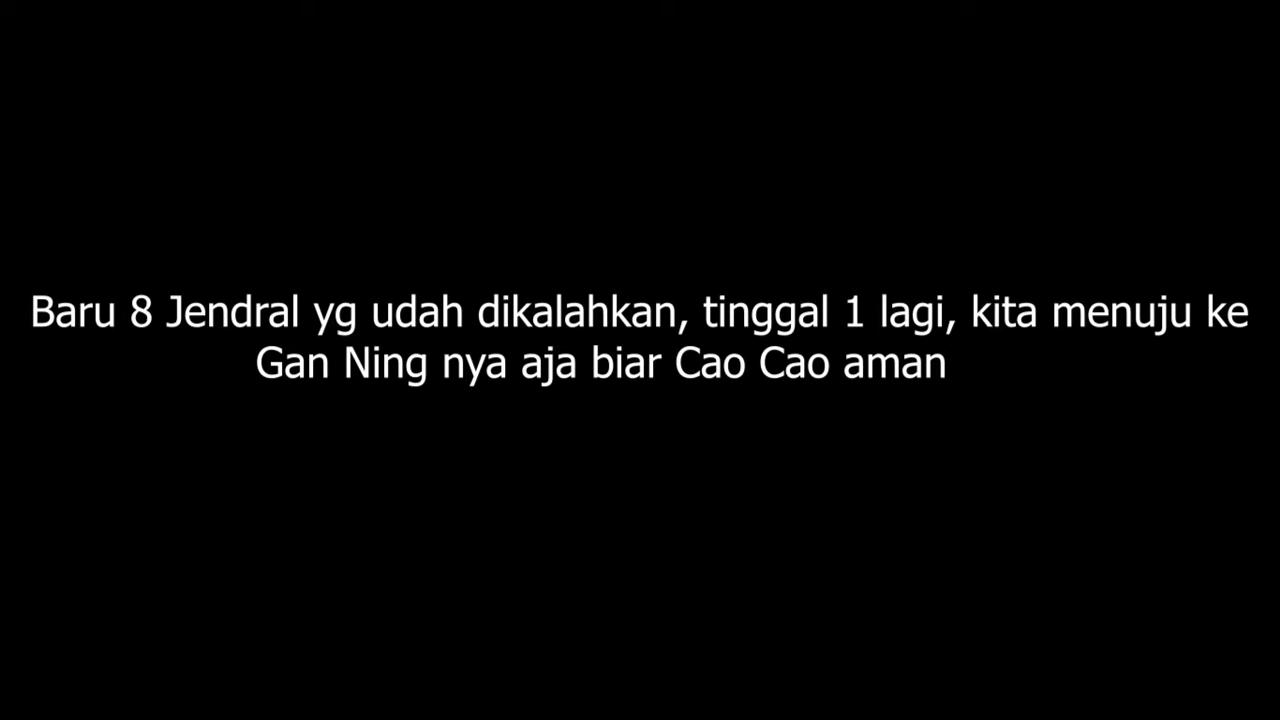 Baru 8 Jendral yg udah dikalahkan, tinggal 1 lagi, kita menuju ke
Gan Ning nya aja biar Cao Cao aman